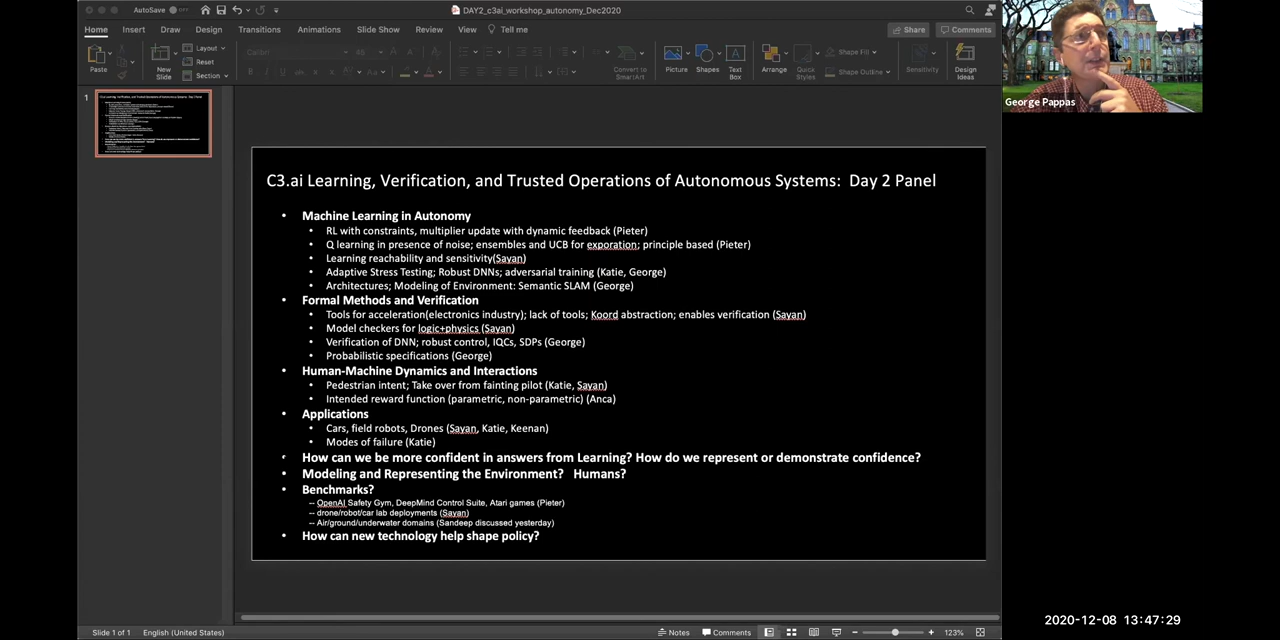 AutoSave OFF
DAY2_c3ai_workshop_autonomy_Dec2020
Home Insert Draw Design Transitions Animations Slide Show Review View Tell me Share Comments
Paste New Slide Layout Reset Section Convert to SmartArt Picture Shapes Text Box Arrange Quick Styles Shape Fill Shape Outline Sensitivity Design Ideas
George Pappas
1
C3.ai Learning, Verification, and Trusted Operations of Autonomous Systems: Day 2 Panel
• Machine Learning in Autonomy
• RL with constraints, multiplier update with dynamic feedback (Pieter)
• Q learning in presence of noise; ensembles and UCB for exporation; principle based (Pieter)
• Learning reachability and sensitivity(Sayan)
• Adaptive Stress Testing; Robust DNNs; adversarial training (Katie, George)
• Architectures; Modeling of Environment: Semantic SLAM (George)
• Formal Methods and Verification
• Tools for acceleration(electronics industry); lack of tools; Koord abstraction; enables verification (Sayan)
• Model checkers for logic+physics (Sayan)
• Verification of DNN; robust control, IQCs, SDPs (George)
• Probabilistic specifications (George)
• Human-Machine Dynamics and Interactions
• Pedestrian intent; Take over from fainting pilot (Katie, Sayan)
• Intended reward function (parametric, non-parametric) (Anca)
• Applications
• Cars, field robots, Drones (Sayan, Katie, Keenan)
• Modes of failure (Katie)
• How can we be more confident in answers from Learning? How do we represent or demonstrate confidence?
• Modeling and Representing the Environment? Humans?
• Benchmarks?
-- OpenAI Safety Gym, DeepMind Control Suite, Atari games (Pieter)
-- drone/robot/car lab deployments (Sayan)
-- Air/ground/underwater domains (Sandeep discussed yesterday)
• How can new technology help shape policy?
2020-12-08 13:47:29
Slide 1 of 1 English (United States) Notes Comments 123%